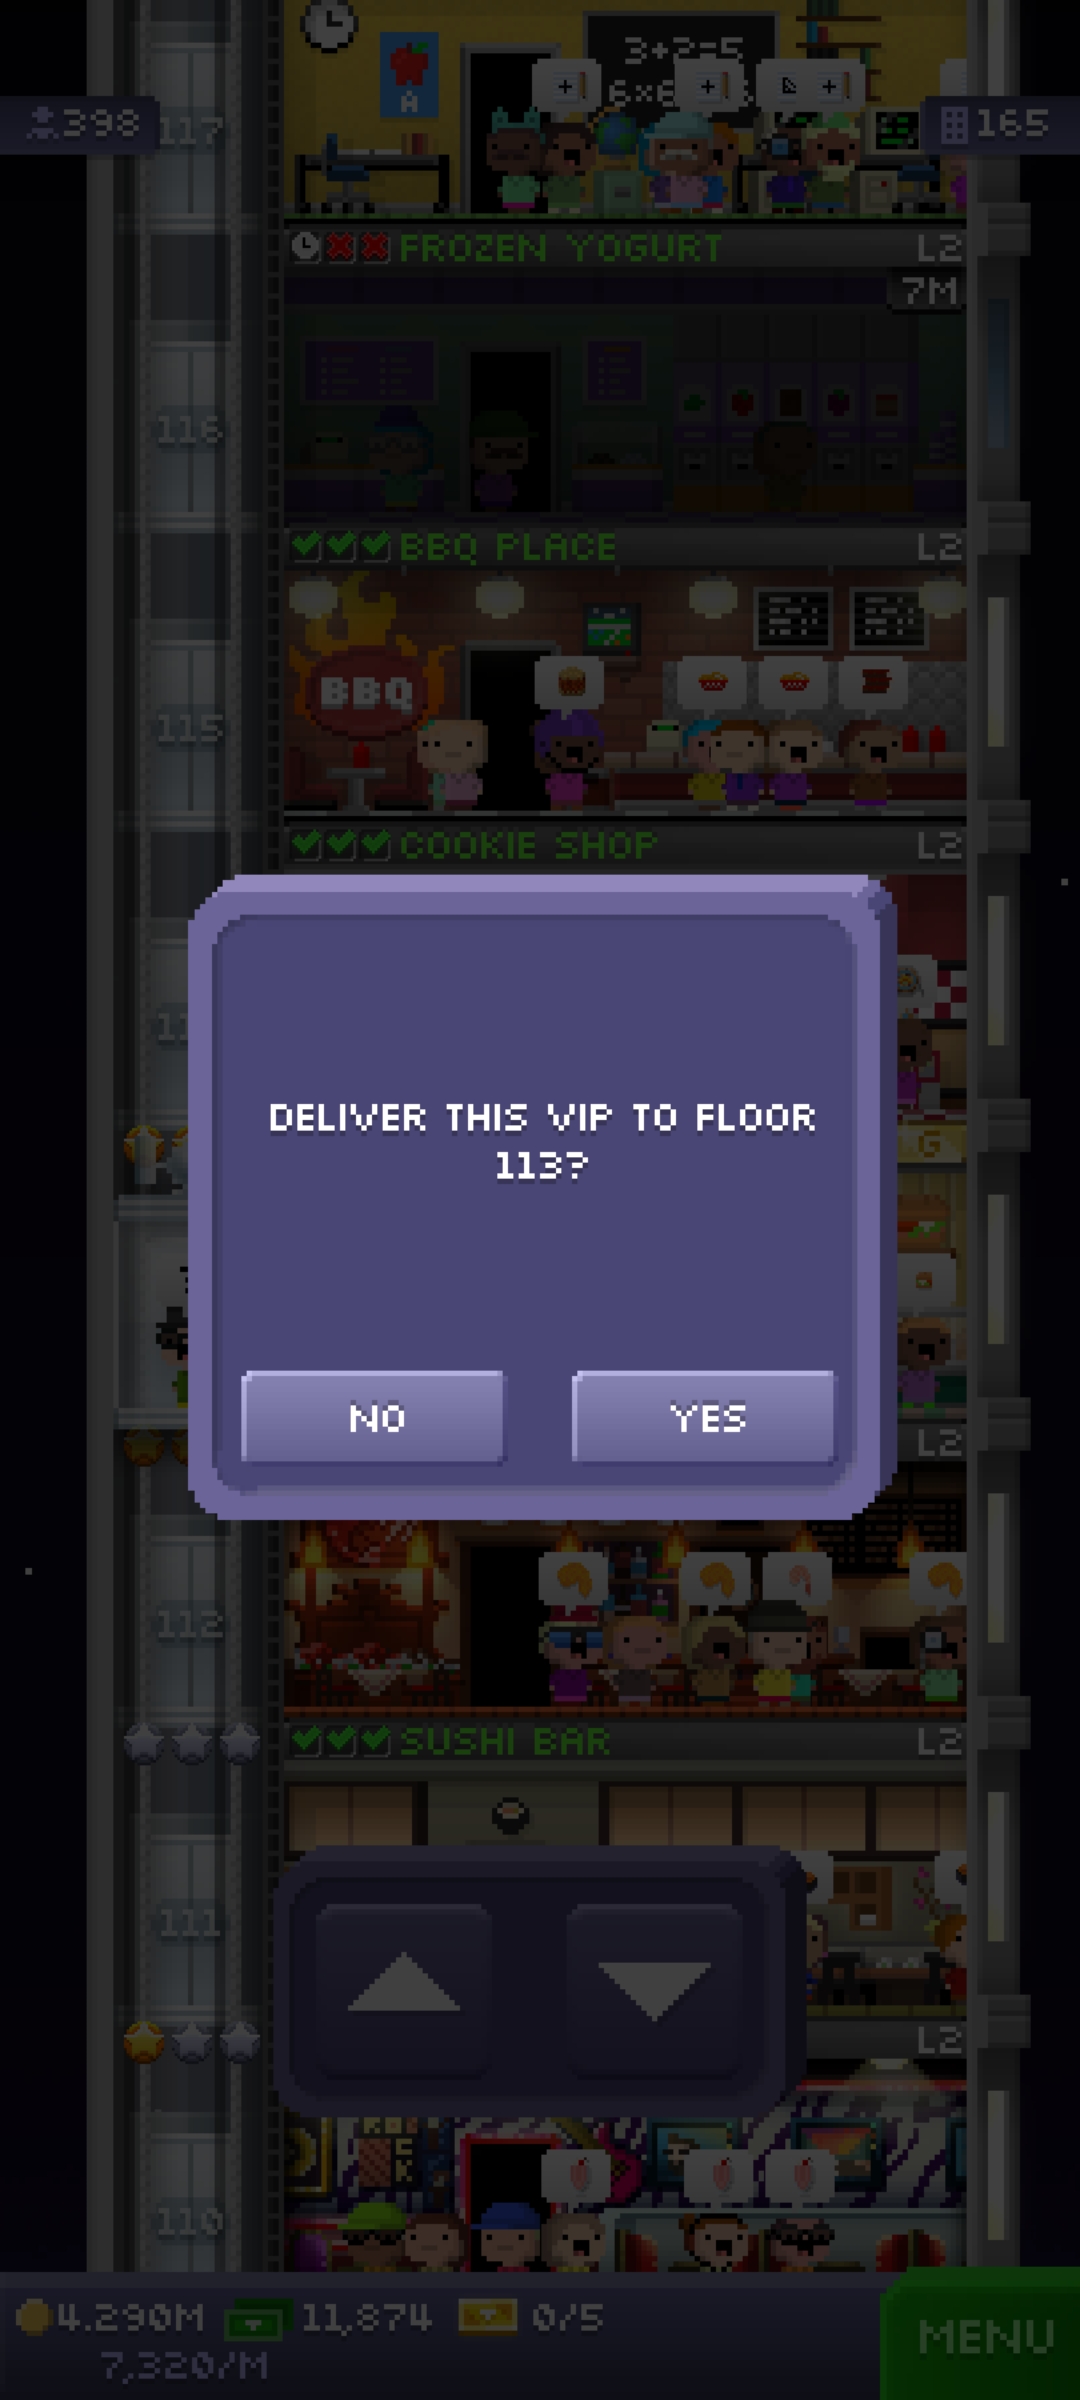 3+2=5
6x6
A
398
117
165
FROZEN YOGURT L2
7M
116
BBQ PLACE L2
BBQ
115
COOKIE SHOP L2
DELIVER THIS VIP TO FLOOR
113?
NO YES
L2
112
SUSHI BAR L2
111
L2
110
4.290M 11,874 0/5
7,320/M
MENU